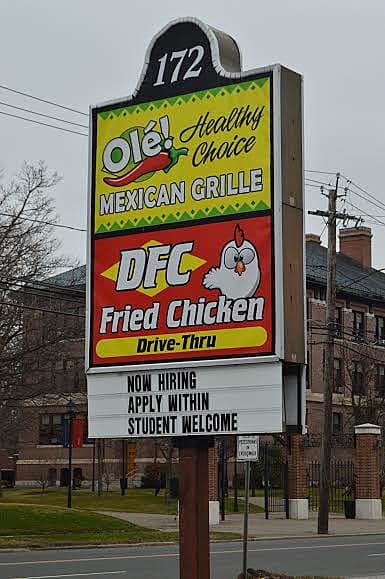 172
Olé! Healthy
Choice
MEXICAN GRILLE
DFC
Fried Chicken
Drive-Thru
NOW HIRING
APPLY WITHIN
STUDENT WELCOME